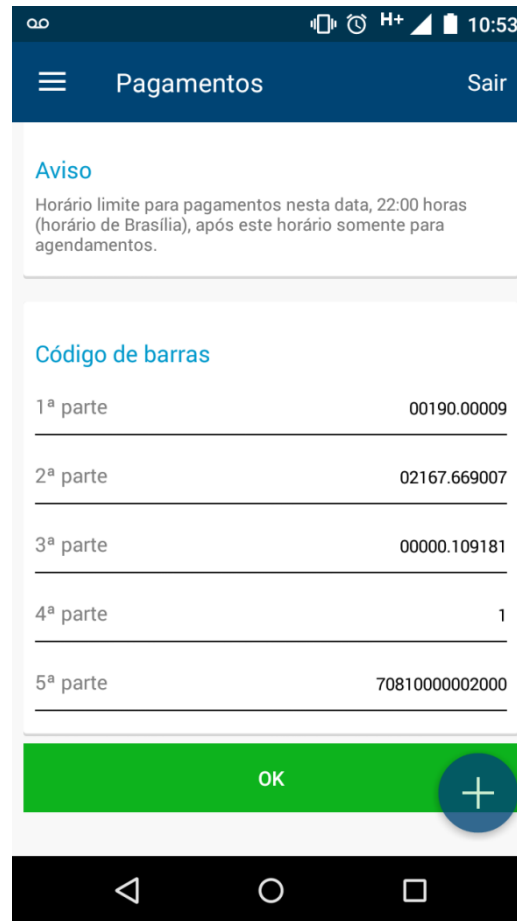 H+ 10:53
Pagamentos Sair
Aviso
Horário limite para pagamentos nesta data, 22:00 horas
(horário de Brasília), após este horário somente para
agendamentos.
Código de barras
1ª parte 00190.00009
2ª parte 02167.669007
3ª parte 00000.109181
4ª parte 1
5ª parte 70810000002000
OK